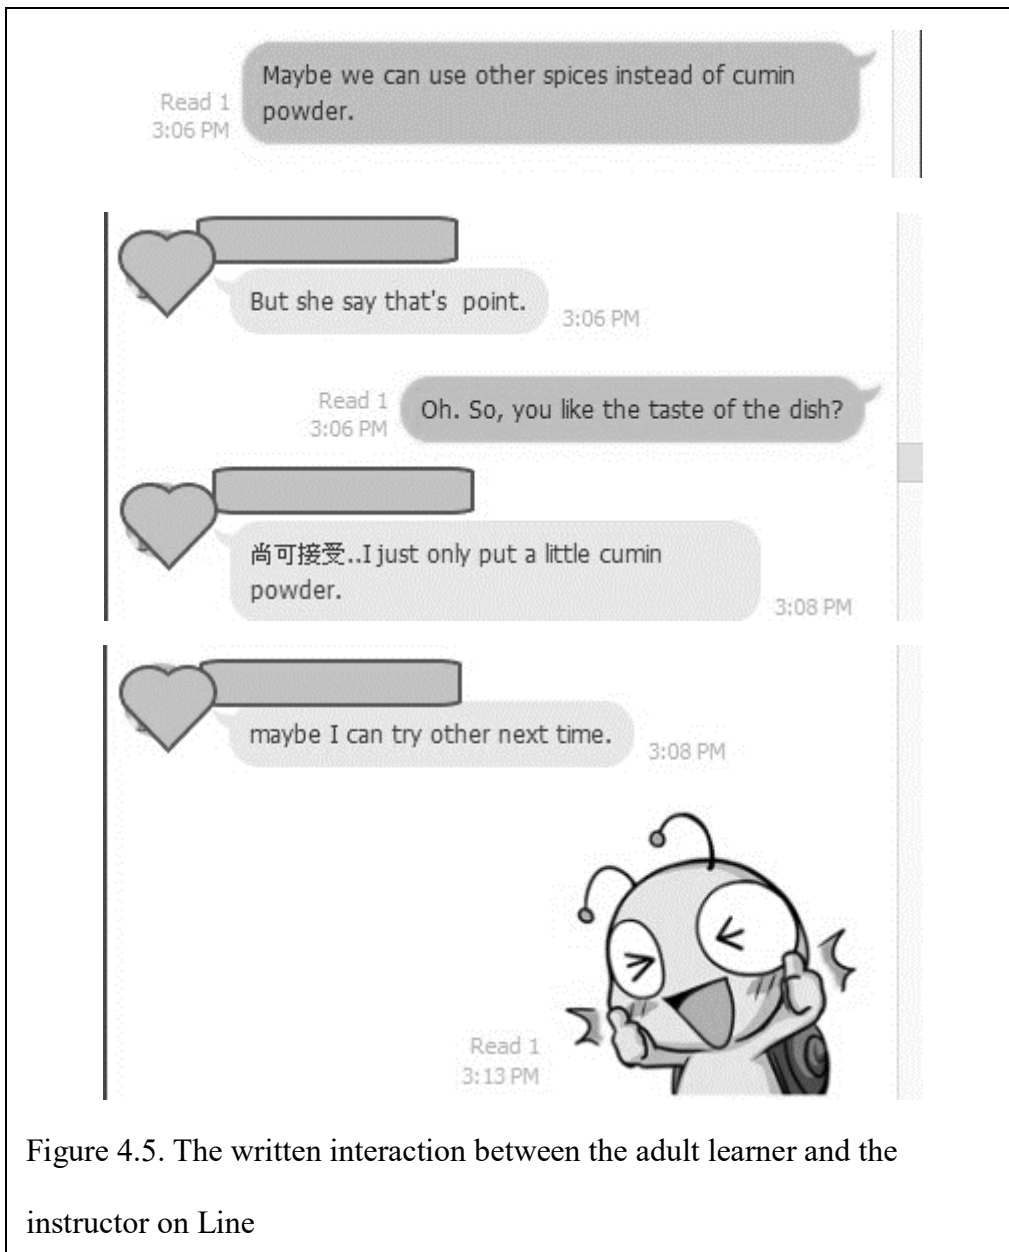 Maybe we can use other spices instead of cumin
powder.
Read 1
3:06 PM
But she say that's  point.
3:06 PM
Read 1
3:06 PM
Oh. So, you like the taste of the dish?
尚可接受..I just only put a little cumin
powder.
3:08 PM
maybe I can try other next time.
3:08 PM
Read 1
3:13 PM
Figure 4.5. The written interaction between the adult learner and the
instructor on Line